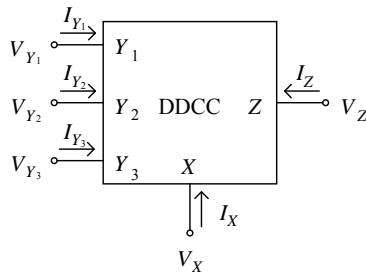 I_{Y_1}
V_{Y_1} Y_1
I_{Y_2} I_Z
V_{Y_2} Y_2 DDCC Z V_Z
I_{Y_3}
V_{Y_3} Y_3 X
I_X
V_X